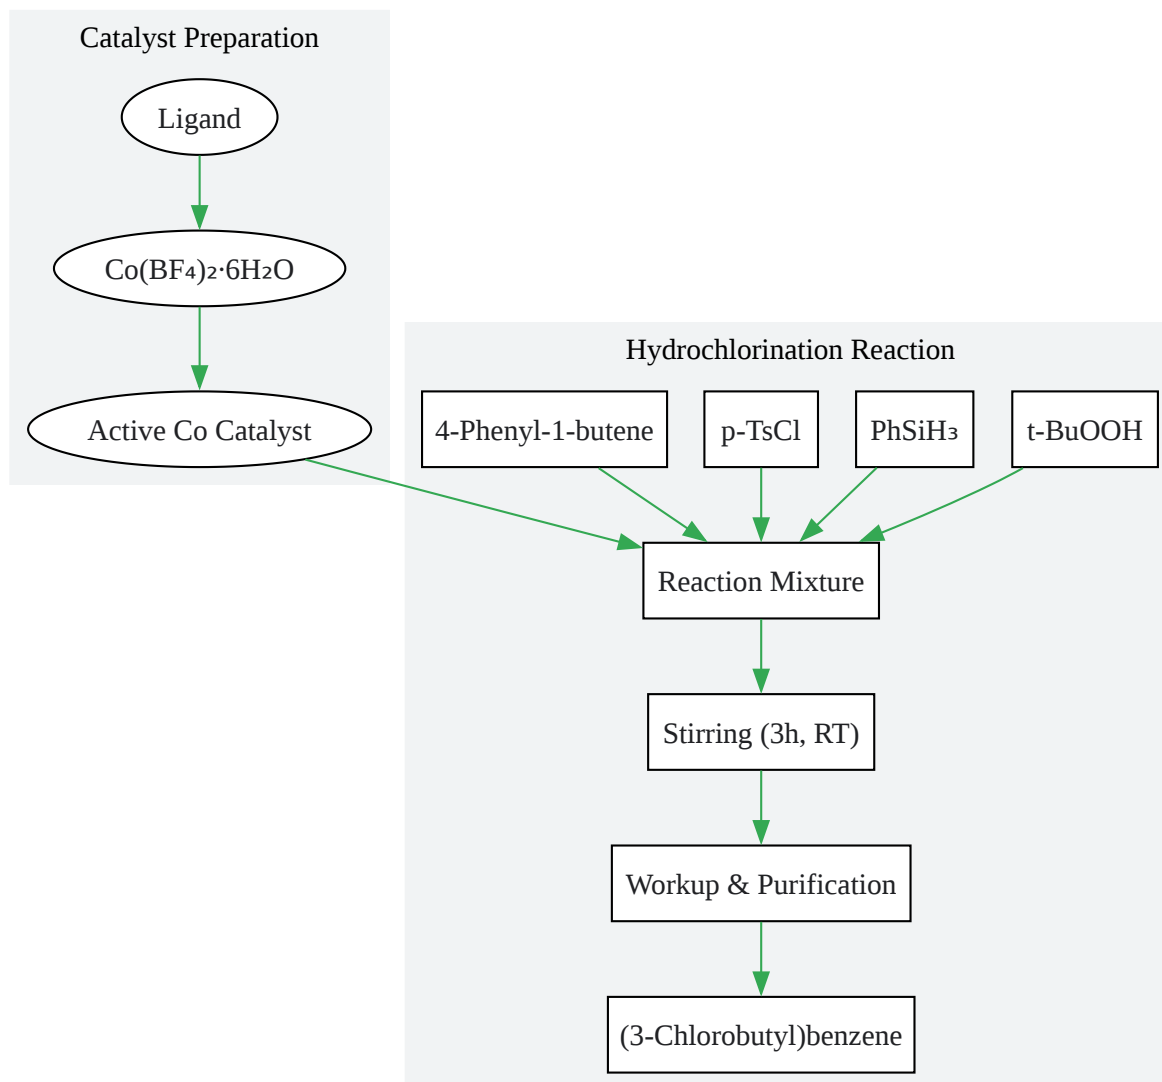 Catalyst Preparation
Ligand
Co(BF₄)₂·6H₂O
Active Co Catalyst
Hydrochlorination Reaction
4-Phenyl-1-butene
p-TsCl
PhSiH₃
t-BuOOH
Reaction Mixture
Stirring (3h, RT)
Workup & Purification
(3-Chlorobutyl)benzene